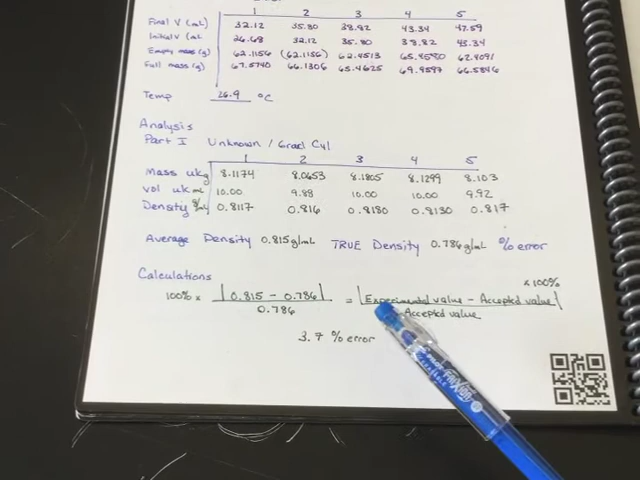 1 2 3 4 5
Final V (mL) 32.12 35.80 38.82 43.34 47.59
Initial V (mL) 26.68 32.12 35.80 38.82 43.34
Empty mass (g) 62.1156 (62.1156) 62.4513 62.4091
Full mass (g) 67.5740 66.1306 65.4625 69.9597 66.5846
Temp 26.9 °C
Analysis
Part I Unknown / Grad Cyl
1 2 3 4 5
Mass uk g 8.1174 8.0653 8.1805 8.1299 8.103
Vol uk mL 10.00 9.88 10.00 10.00 9.92
Density g/mL 0.8117 0.816 0.8180 0.8130 0.817
Average Density 0.815 g/mL TRUE Density 0.786 g/mL % error
Calculations
100% x |0.815 - 0.786| = |Experimental value - Accepted value| x 100%
0.786 Accepted value
3.7 % error
PILOT FRIXION